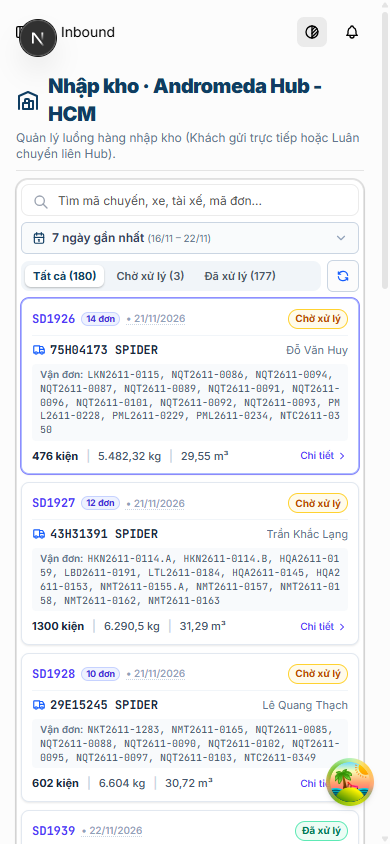 N
Inbound
Nhập kho · Andromeda Hub -
HCM
Quản lý luồng hàng nhập kho (Khách gửi trực tiếp hoặc Luân
chuyển liên Hub).
Tìm mã chuyến, xe, tài xế, mã đơn...
7 ngày gần nhất (16/11 – 22/11)
Tất cả (180) Chờ xử lý (3) Đã xử lý (177)
SD1926 14 đơn • 21/11/2026 Chờ xử lý
75H04173 SPIDER Đỗ Văn Huy
Vận đơn: LKN2611-0115, NQT2611-0086, NQT2611-0094,
NQT2611-0087, NQT2611-0089, NQT2611-0091, NQT2611-
0096, NQT2611-0101, NQT2611-0092, NQT2611-0093, PM
L2611-0228, PML2611-0229, PML2611-0234, NTC2611-03
50
476 kiện | 5.482,32 kg | 29,55 m³ Chi tiết
SD1927 12 đơn • 21/11/2026 Chờ xử lý
43H31391 SPIDER Trần Khắc Lạng
Vận đơn: HKN2611-0114.A, HKN2611-0114.B, HQA2611-01
59, LBD2611-0191, LTL2611-0184, HQA2611-0145, HQA2
611-0153, NMT2611-0155.A, NMT2611-0157, NMT2611-01
58, NMT2611-0162, NMT2611-0163
1300 kiện | 6.290,5 kg | 31,29 m³ Chi tiết
SD1928 10 đơn • 21/11/2026 Chờ xử lý
29E15245 SPIDER Lê Quang Thạch
Vận đơn: NKT2611-1283, NMT2611-0165, NQT2611-0085,
NQT2611-0088, NQT2611-0090, NQT2611-0102, NQT2611-
0095, NQT2611-0097, NQT2611-0103, NTC2611-0349
602 kiện | 6.604 kg | 30,72 m³ Chi
SD1939 • 22/11/2026 Đã xử lý